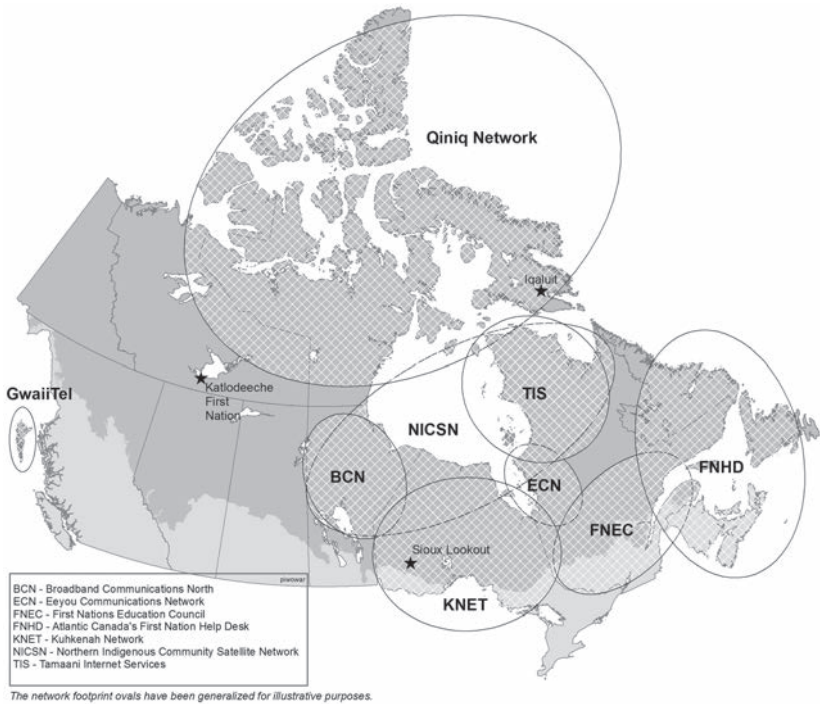 Qiniq Network
Iqaluit
GwaiiTel
Katlodeeche
First
Nation
TIS
NICSN
BCN
ECN
FNHD
FNEC
Sioux Lookout
KNET
piwowar
BCN - Broadband Communications North
ECN - Eeyou Communications Network
FNEC - First Nations Education Council
FNHD - Atlantic Canada's First Nation Help Desk
KNET - Kuhkenah Network
NICSN - Northern Indigenous Community Satellite Network
TIS - Tamaani Internet Services
The network footprint ovals have been generalized for illustrative purposes.